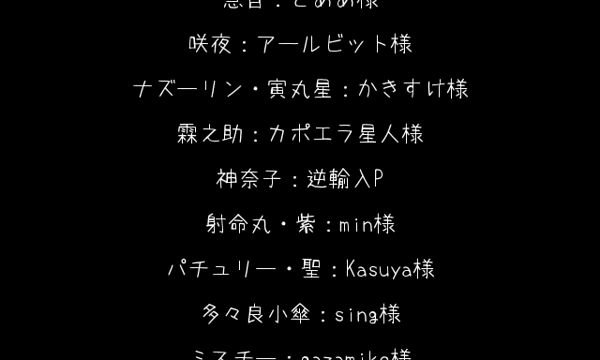 咲夜：アールビット様
ナズーリン・寅丸星：かきすけ様
霖之助：カポエラ星人様
神奈子：逆輸入P
射命丸・紫：min様
パチュリー・聖：Kasuya様
多々良小傘：sing様